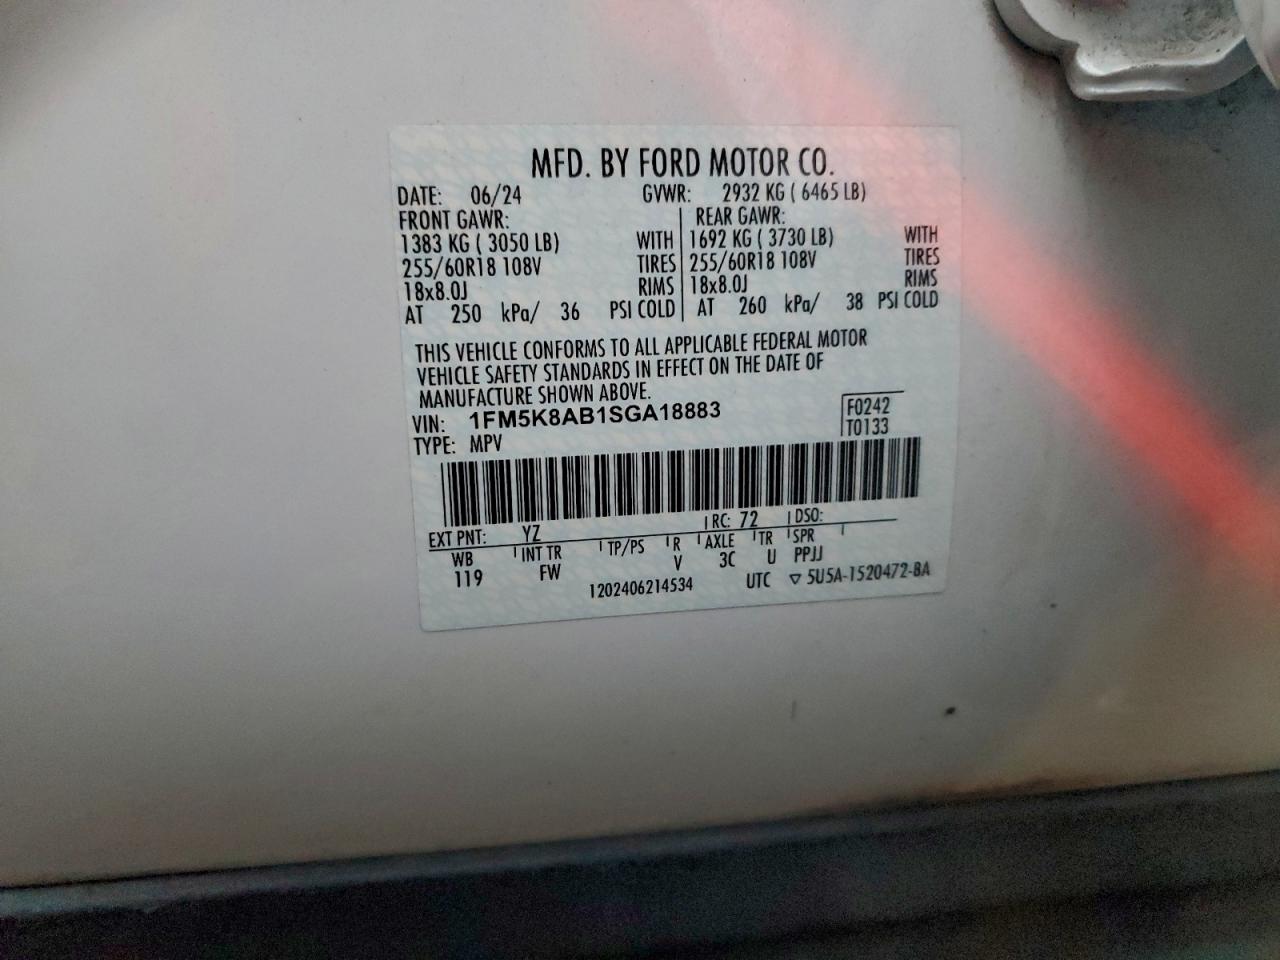 MFD. BY FORD MOTOR CO.
DATE: 06/24 GVWR: 2932 KG ( 6465 LB)
FRONT GAWR: REAR GAWR:
1383 KG ( 3050 LB) WITH 1692 KG ( 3730 LB) WITH
255/60R18 108V TIRES 255/60R18 108V TIRES
18x8.0J RIMS 18x8.0J RIMS
AT 250 kPa/ 36 PSI COLD AT 260 kPa/ 38 PSI COLD
THIS VEHICLE CONFORMS TO ALL APPLICABLE FEDERAL MOTOR
VEHICLE SAFETY STANDARDS IN EFFECT ON THE DATE OF
MANUFACTURE SHOWN ABOVE.
VIN: 1FM5K8AB1SGA18883 F0242
TYPE: MPV T0133
EXT PNT: YZ RC: 72 DSO:
WB INT TR TP/PS R AXLE TR SPR
119 FW V 3C U PPJJ
1202406214534 UTC ▽ 5U5A-1520472-BA